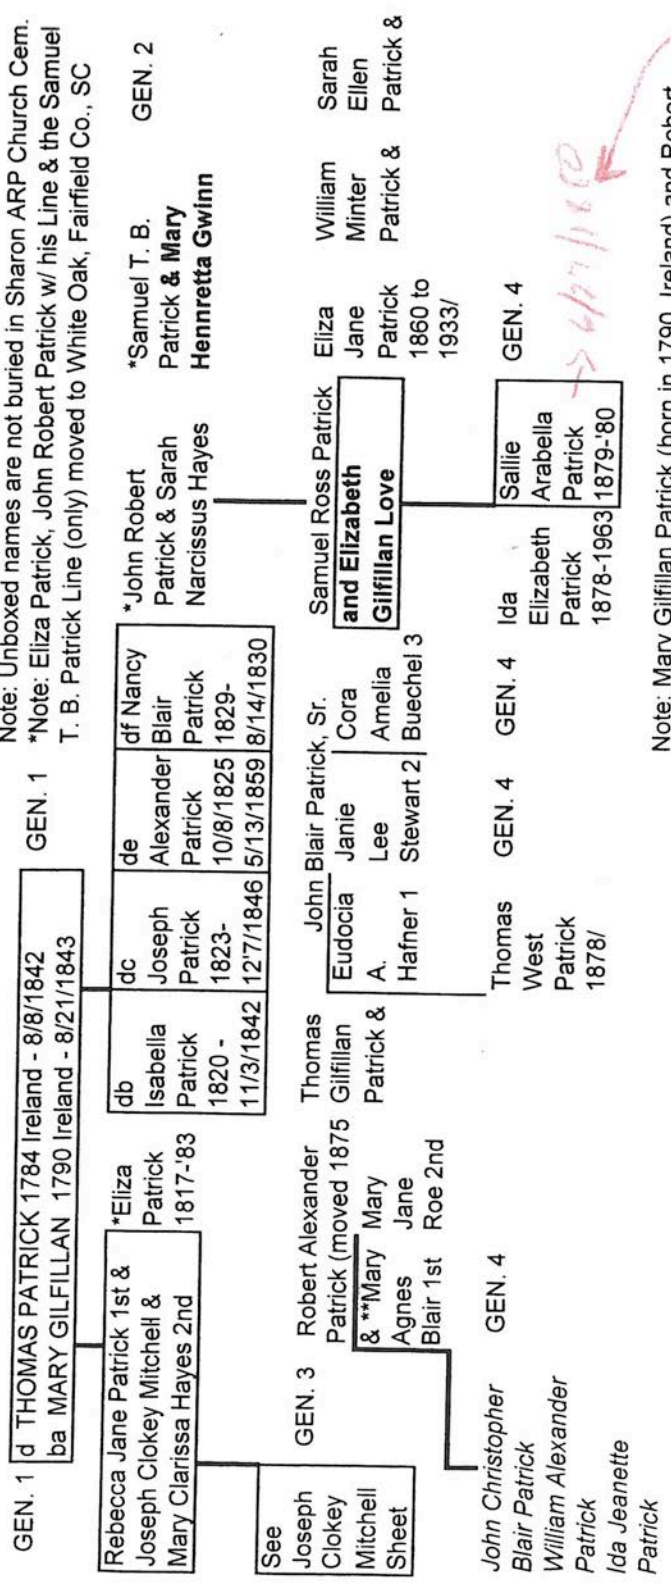 Note: Unboxed names are not buried in Sharon ARP Church Cem.
*Note: Eliza Patrick, John Robert Patrick w/ his Line & the Samuel
T. B. Patrick Line (only) moved to White Oak, Fairfield Co., SC
GEN. 1
d THOMAS PATRICK 1784 Ireland - 8/8/1842
ba MARY GILFILLAN 1790 Ireland - 8/21/1843
GEN. 1
Rebecca Jane Patrick 1st &
Joseph Clokey Mitchell &
Mary Clarissa Hayes 2nd
*Eliza
Patrick
1817-'83
db
Isabella
Patrick
1820 -
11/3/1842
dc
Joseph
Patrick
1823-
12'7/1846
de
Alexander
Patrick
10/8/1825
5/13/1859
df Nancy
Blair
Patrick
1829-
8/14/1830
*John Robert
Patrick & Sarah
Narcissus Hayes
*Samuel T. B.
Patrick & Mary
Hennretta Gwinn
GEN. 2
See
Joseph
Clokey
Mitchell
Sheet
GEN. 3
Robert Alexander
Patrick (moved 1875
& **Mary
Agnes
Blair 1st
Mary
Jane
Roe 2nd
Thomas
Gilfillan
Patrick &
John Blair Patrick, Sr.
Eudocia
A.
Hafner 1
Janie
Lee
Stewart 2
Cora
Amelia
Buechel 3
Samuel Ross Patrick
and Elizabeth
Gilfillan Love
Eliza
Jane
Patrick
1860 to
1933/
William
Minter
Patrick &
Sarah
Ellen
Patrick &
John Christopher
Blair Patrick
William Alexander
Patrick
Ida Jeanette
Patrick
GEN. 4
Thomas
West
Patrick
1878/
GEN. 4
GEN. 4
Ida
Elizabeth
Patrick
1878-1963
Sallie
Arabella
Patrick
1879-'80
GEN. 4
Note: Mary Gilfillan Patrick (born in 1790, Ireland) and Robert